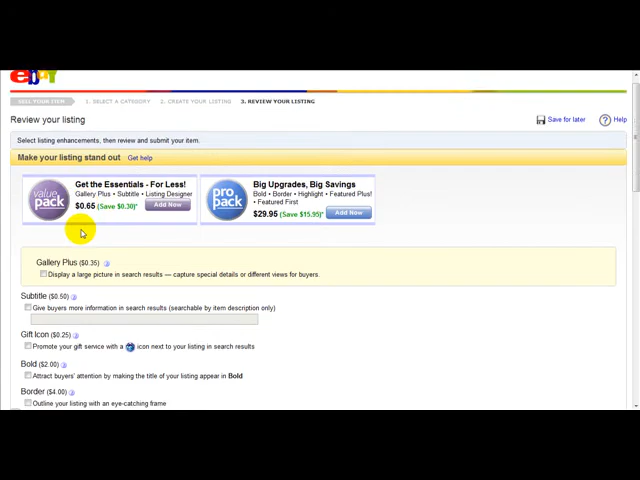 ebay
SELL YOUR ITEM 1. SELECT A CATEGORY 2. CREATE YOUR LISTING 3. REVIEW YOUR LISTING
Review your listing Save for later Help
Select listing enhancements, then review and submit your item.
Make your listing stand out Get help
value pack
Get the Essentials - For Less!
Gallery Plus • Subtitle • Listing Designer
$0.65 (Save $0.30)* Add Now
pro pack
Big Upgrades, Big Savings
Bold • Border • Highlight • Featured Plus!
• Featured First
$29.95 (Save $15.95)* Add Now
Gallery Plus ($0.35)
Display a large picture in search results — capture special details or different views for buyers.
Subtitle ($0.50)
Give buyers more information in search results (searchable by item description only)
Gift Icon ($0.25)
Promote your gift service with a icon next to your listing in search results
Bold ($2.00)
Attract buyers' attention by making the title of your listing appear in Bold
Border ($4.00)
Outline your listing with an eye-catching frame